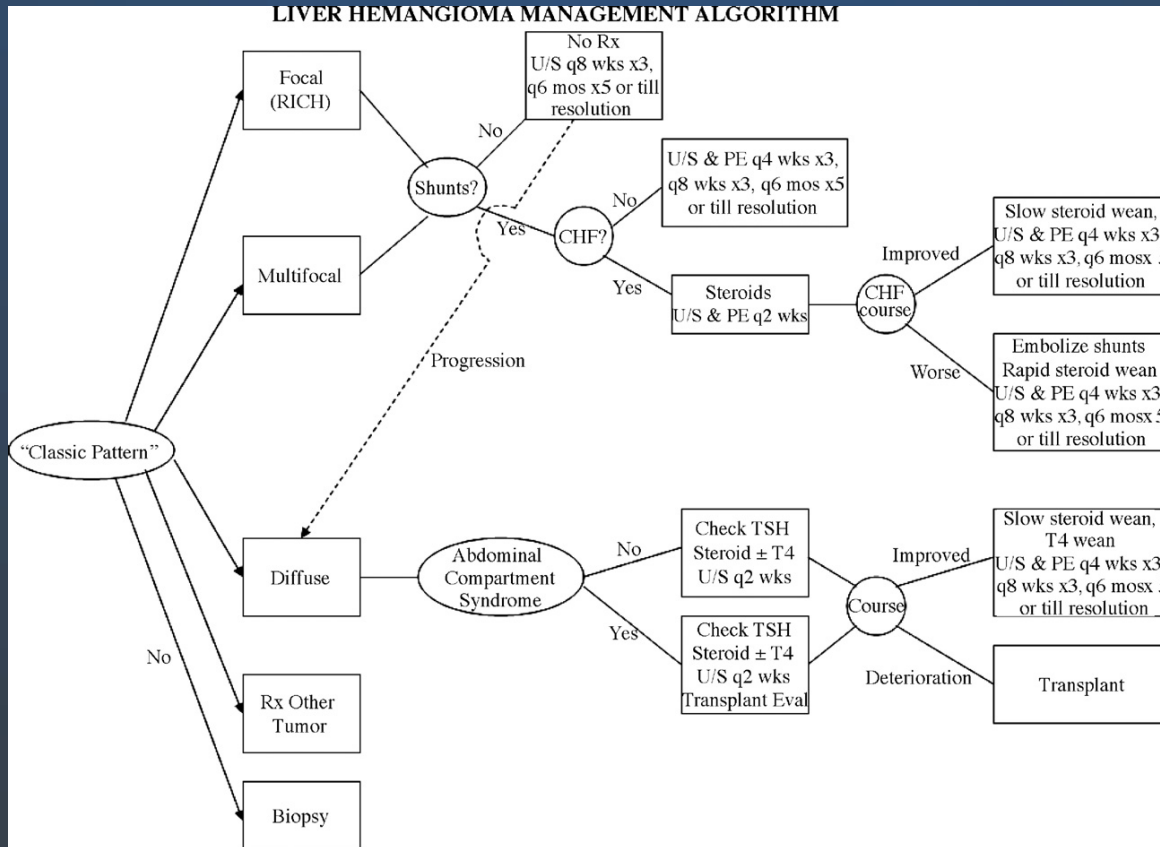 LIVER HEMANGIOMA MANAGEMENT ALGORITHM
Focal
(RICH)
No Rx
U/S q8 wks x3,
q6 mos x5 or till
resolution
No
Shunts?
Yes
U/S & PE q4 wks x3,
q8 wks x3, q6 mos x5
or till resolution
No
CHF?
Yes
Multifocal
Steroids
U/S & PE q2 wks
CHF
course
Improved
Slow steroid wean,
U/S & PE q4 wks x3
q8 wks x3, q6 mosx
or till resolution
Worse
Embolize shunts
Rapid steroid wean
U/S & PE q4 wks x3
q8 wks x3, q6 mosx 5
or till resolution
Progression
“Classic Pattern”
Diffuse
Abdominal
Compartment
Syndrome
No
Check TSH
Steroid ± T4
U/S q2 wks
Yes
Check TSH
Steroid ± T4
U/S q2 wks
Transplant Eval
Course
Improved
Slow steroid wean,
T4 wean
U/S & PE q4 wks x3
q8 wks x3, q6 mosx
or till resolution
Deterioration
Transplant
No
Rx Other
Tumor
Biopsy